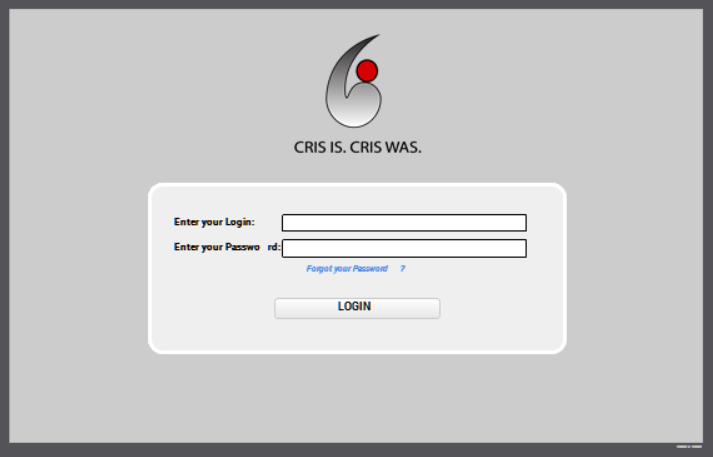 CRIS IS. CRIS WAS.
Enter your Login:
Enter your Passwo rd:
Forgot your Password ?
LOGIN